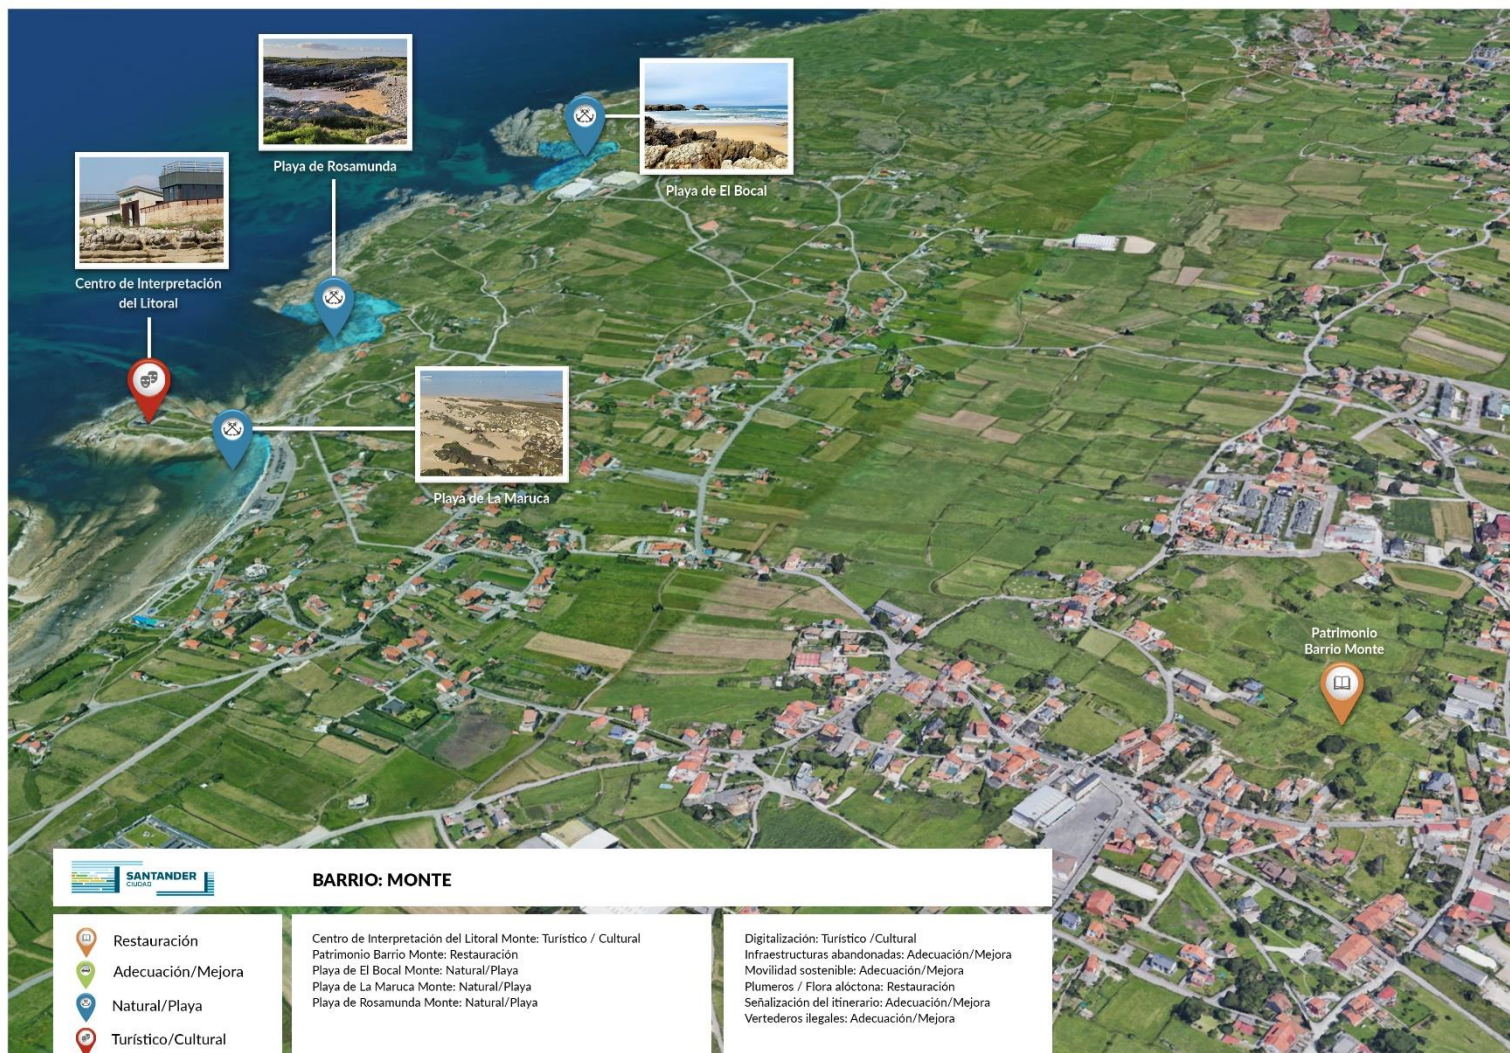 Playa de Rosamunda
Playa de El Bocal
Centro de Interpretación
del Litoral
Playa de La Maruca
Patrimonio
Barrio Monte
SANTANDER
CIUDAD
BARRIO: MONTE
Restauración
Adecuación/Mejora
Natural/Playa
Turístico/Cultural
Centro de Interpretación del Litoral Monte: Turístico / Cultural
Patrimonio Barrio Monte: Restauración
Playa de El Bocal Monte: Natural/Playa
Playa de La Maruca Monte: Natural/Playa
Playa de Rosamunda Monte: Natural/Playa
Digitalización: Turístico /Cultural
Infraestructuras abandonadas: Adecuación/Mejora
Movilidad sostenible: Adecuación/Mejora
Plumeros / Flora alóctona: Restauración
Señalización del itinerario: Adecuación/Mejora
Vertederos ilegales: Adecuación/Mejora